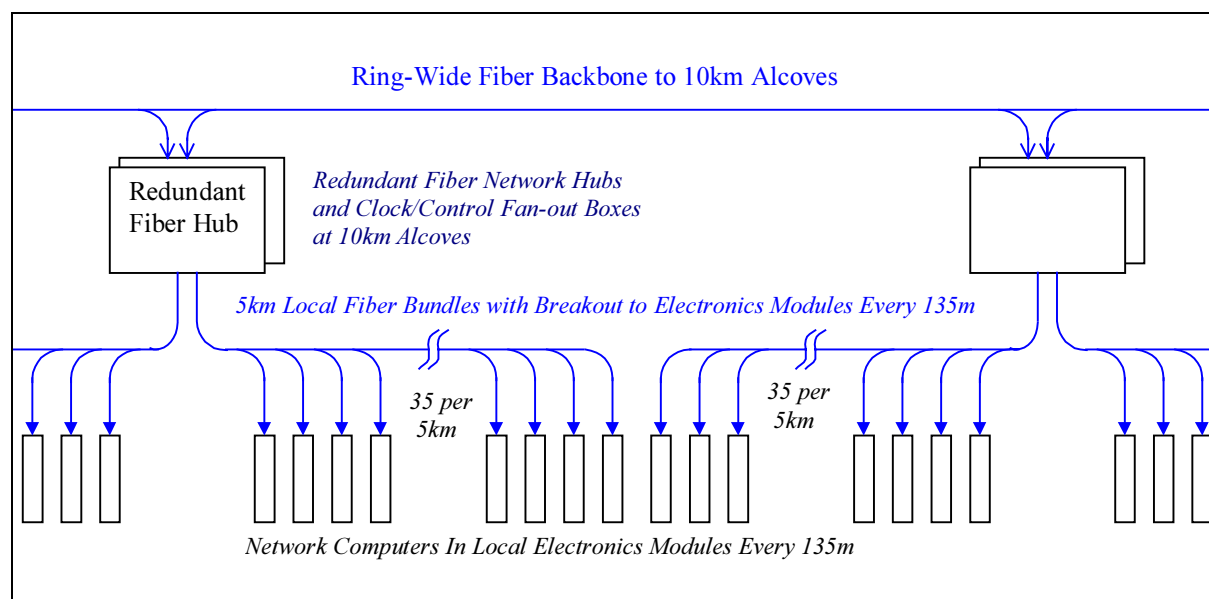 Ring-Wide Fiber Backbone to 10km Alcoves
Redundant
Fiber Hub
Redundant Fiber Network Hubs
and Clock/Control Fan-out Boxes
at 10km Alcoves
5km Local Fiber Bundles with Breakout to Electronics Modules Every 135m
35 per
5km
35 per
5km
Network Computers In Local Electronics Modules Every 135m